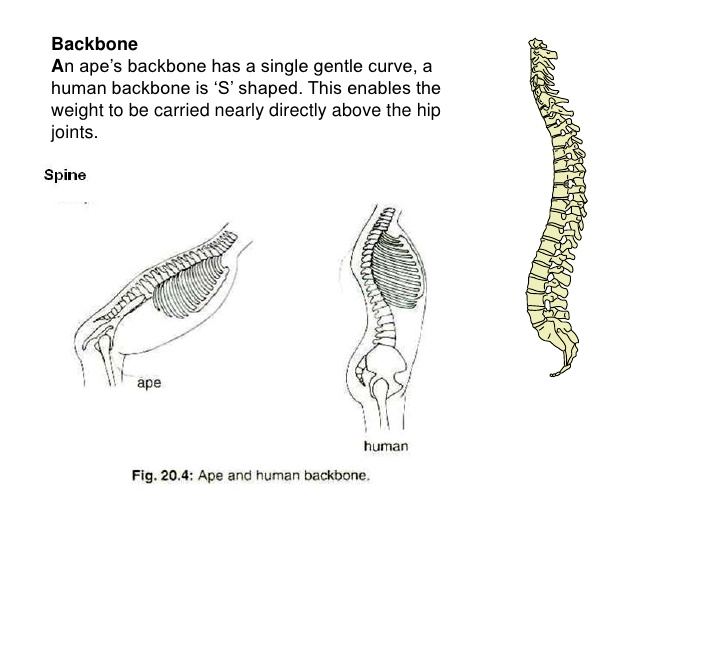 Backbone
An ape’s backbone has a single gentle curve, a
human backbone is ‘S’ shaped. This enables the
weight to be carried nearly directly above the hip
joints.
Spine
ape
human
Fig. 20.4: Ape and human backbone.